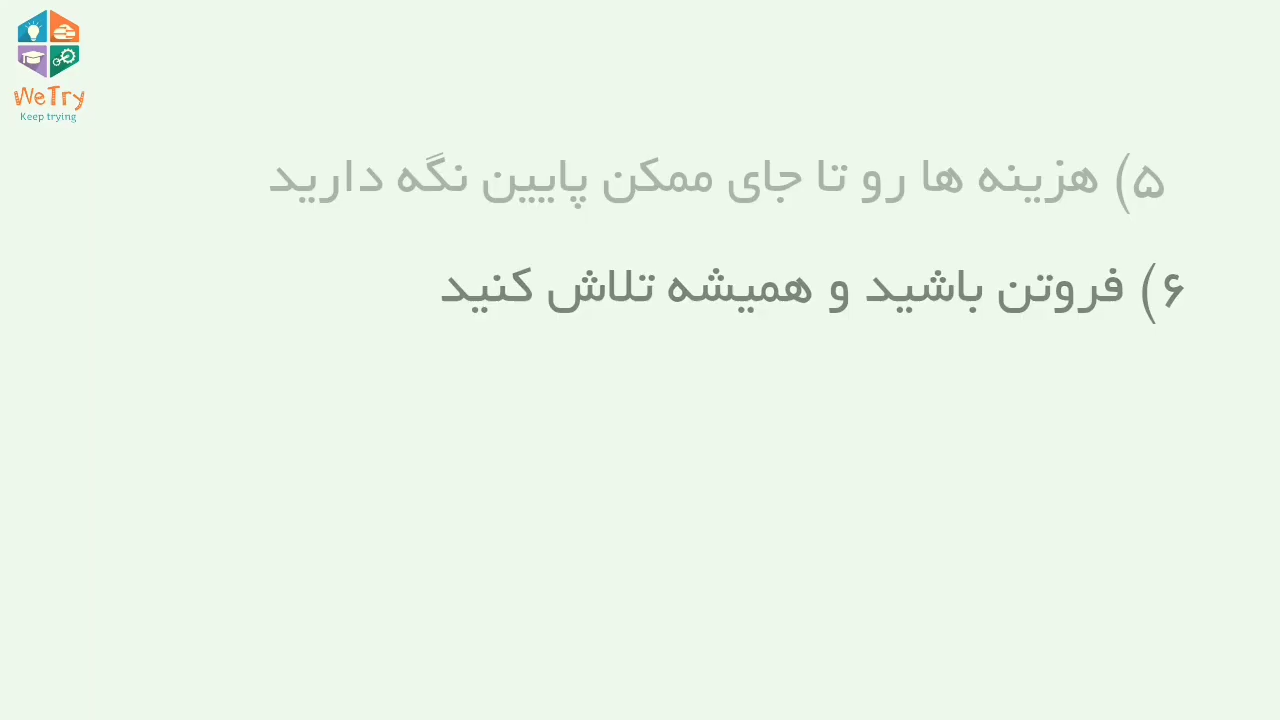 WeTry
Keep trying
۵) هزینه ها رو تا جای ممکن پایین نگه دارید
۶) فروتن باشید و همیشه تلاش کنید